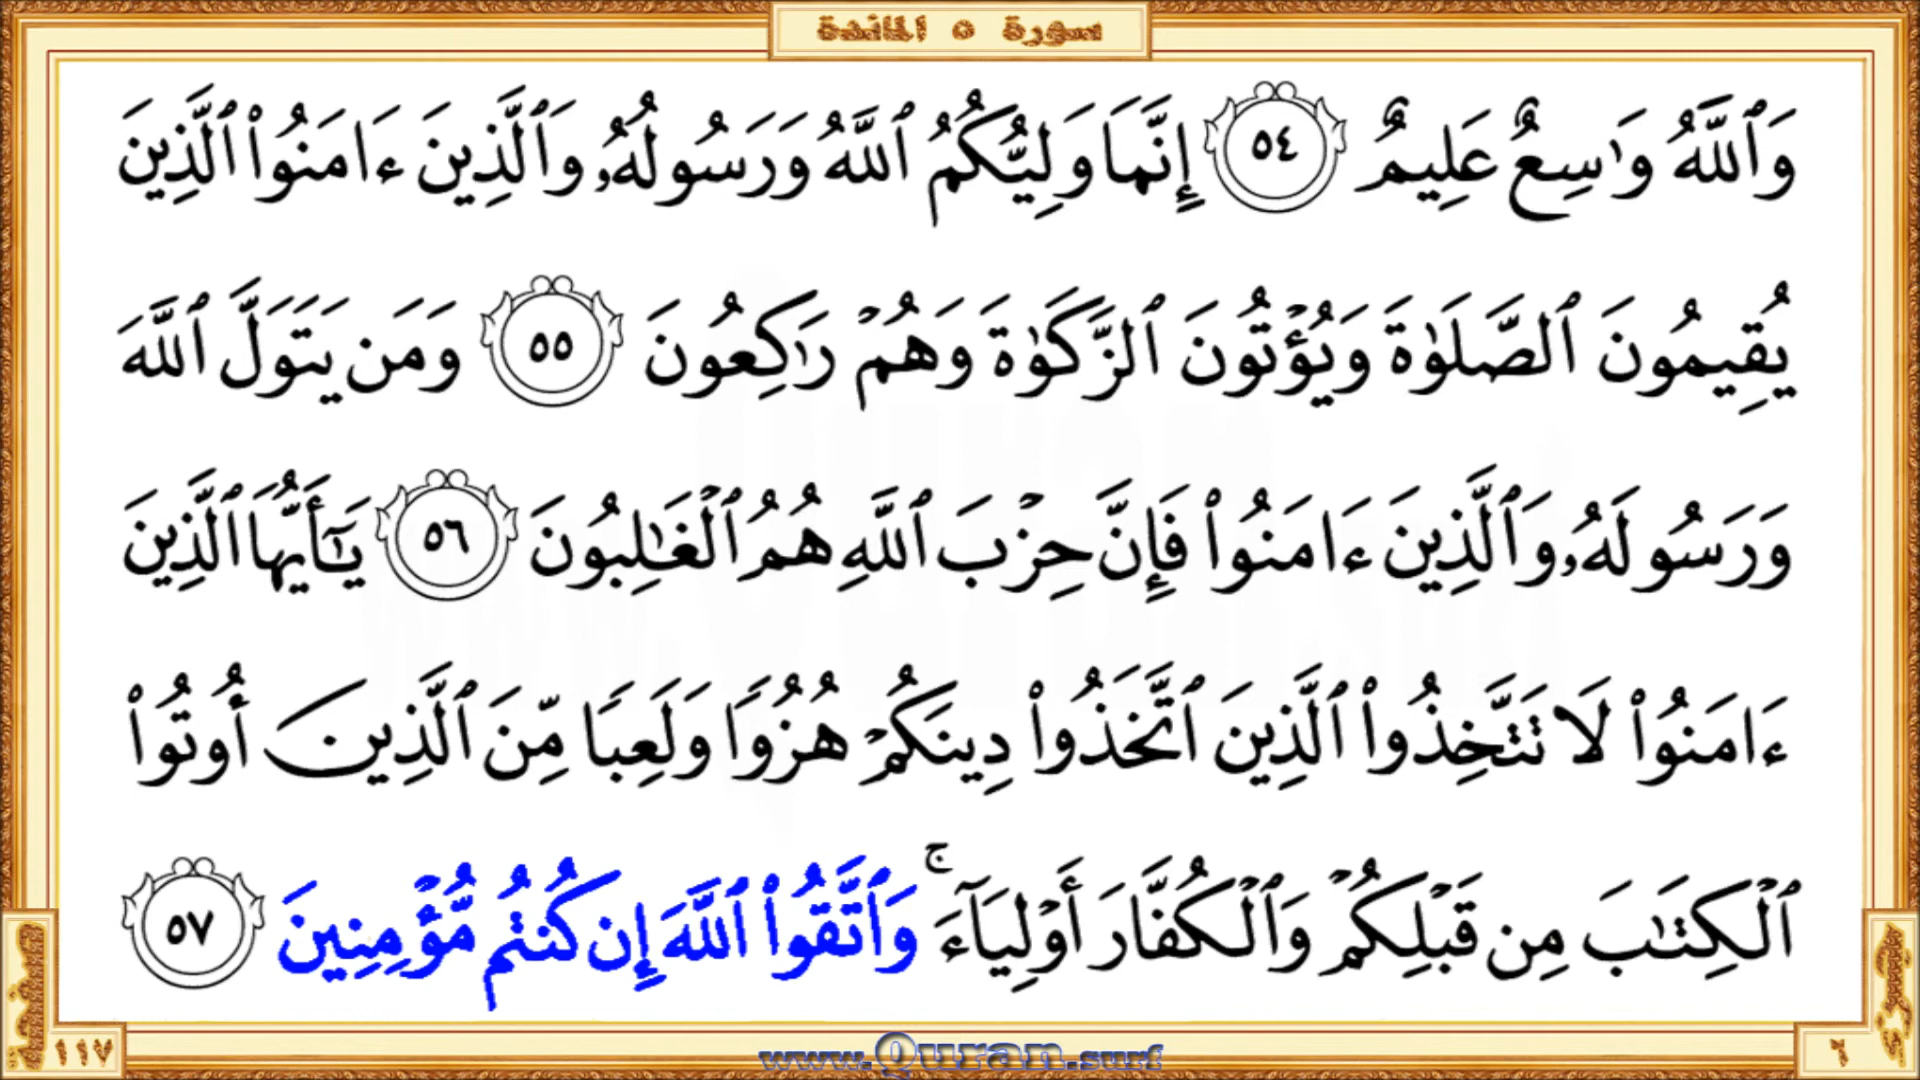 سورة ٥ المائدة
وَٱللَّهُ وَٰسِعٌ عَلِيمٌ ٥٤ إِنَّمَا وَلِيُّكُمُ ٱللَّهُ وَرَسُولُهُۥ وَٱلَّذِينَ ءَامَنُوا۟ ٱلَّذِينَ
يُقِيمُونَ ٱلصَّلَوٰةَ وَيُؤْتُونَ ٱلزَّكَوٰةَ وَهُمْ رَٰكِعُونَ ٥٥ وَمَن يَتَوَلَّ ٱللَّهَ
وَرَسُولَهُۥ وَٱلَّذِينَ ءَامَنُوا۟ فَإِنَّ حِزْبَ ٱللَّهِ هُمُ ٱلْغَٰلِبُونَ ٥٦ يَٰٓأَيُّهَا ٱلَّذِينَ
ءَامَنُوا۟ لَا تَتَّخِذُوا۟ ٱلَّذِينَ ٱتَّخَذُوا۟ دِينَكُمْ هُزُوًا وَلَعِبًا مِّنَ ٱلَّذِينَ أُوتُوا۟
ٱلْكِتَٰبَ مِن قَبْلِكُمْ وَٱلْكُفَّارَ أَوْلِيَآءَ ۚ وَٱتَّقُوا۟ ٱللَّهَ إِن كُنتُم مُّؤْمِنِينَ ٥٧
جزء ٦
صفحة ١١٧
www.Quran.surf